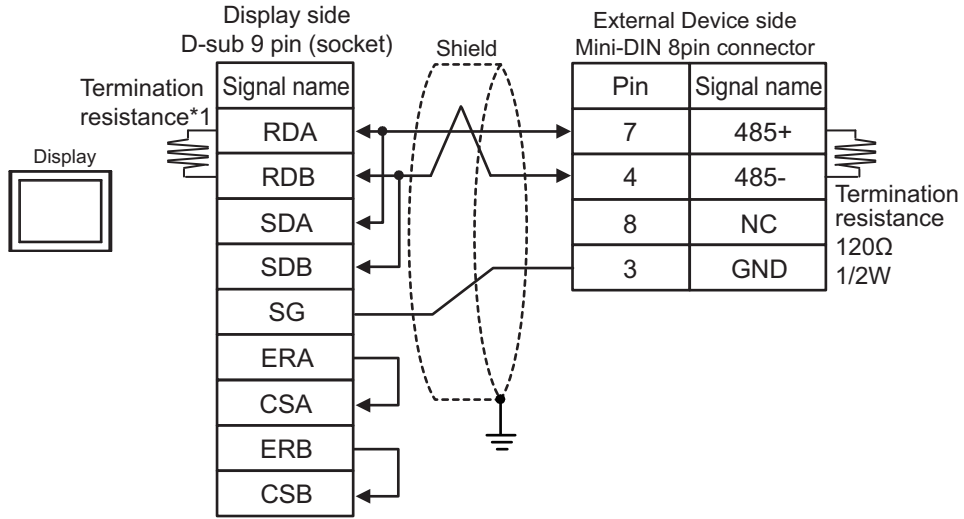 Display side
D-sub 9 pin (socket)
Shield
External Device side
Mini-DIN 8pin connector
Termination
resistance*1
Display
Signal name
RDA
RDB
SDA
SDB
SG
ERA
CSA
ERB
CSB
Pin Signal name
7 485+
4 485-
8 NC
3 GND
Termination
resistance
120Ω
1/2W